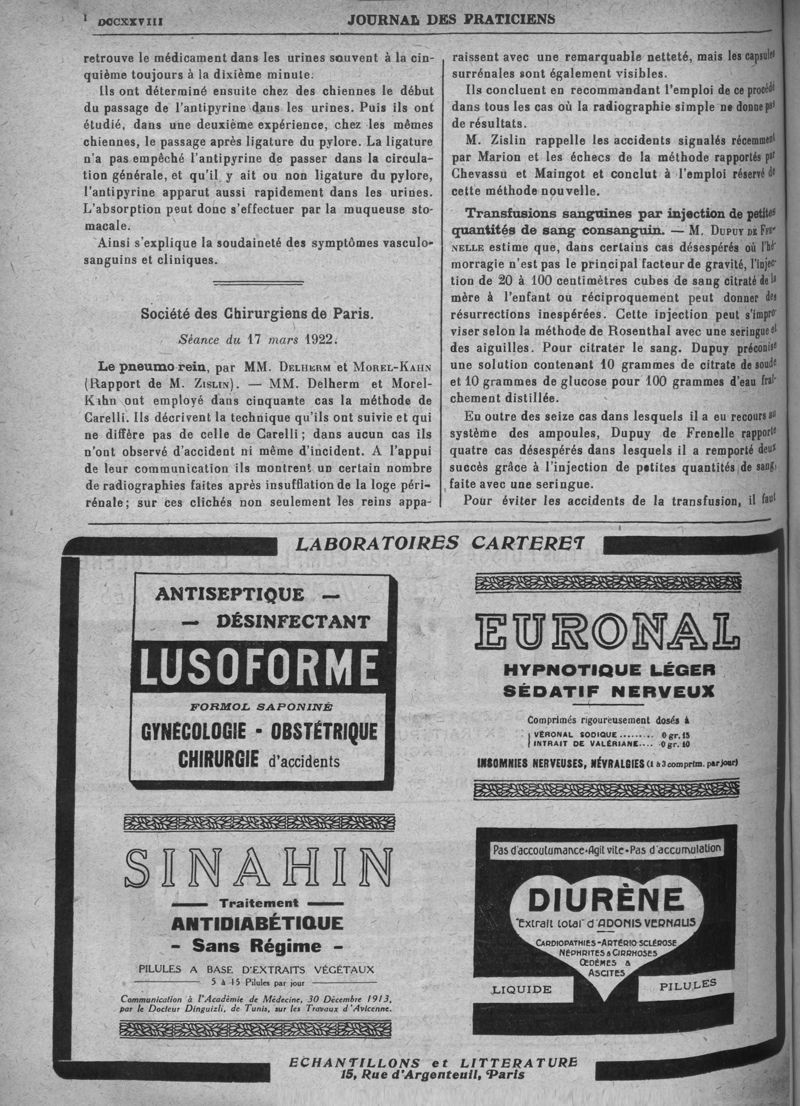 DCCXXVIII
JOURNAL DES PRATICIENS
retrouve le médicament dans les urines souvent à la cin-
quième toujours à la dixième minute.
Ils ont déterminé ensuite chez des chiennes le début
du passage de l'antipyrine dans les urines. Puis ils ont
étudié, dans une deuxième expérience, chez les mêmes
chiennes, le passage après ligature du pylore. La ligature
n'a pas empêché l'antipyrine de passer dans la circula-
tion générale, et qu'il y ait ou non ligature du pylore,
l'antipyrine apparut aussi rapidement dans les urines.
L'absorption peut donc s'effectuer par la muqueuse sto-
macale.
Ainsi s'explique la soudaineté des symptômes vasculo-
sanguins et cliniques.
Société des Chirurgiens de Paris.
Séance du 17 mars 1922.
Le pneumo rein, par MM. DELHERM et MOREL-KAHN
(Rapport de M. ZISLIN). — MM. Delherm et Morel-
Kahn ont employé dans cinquante cas la méthode de
Carelli. Ils décrivent la technique qu'ils ont suivie et qui
ne diffère pas de celle de Carelli ; dans aucun cas ils
n'ont observé d'accident ni même d'incident. A l'appui
de leur communication ils montrent un certain nombre
de radiographies faites après insufflation de la loge péri-
rénale ; sur ces clichés non seulement les reins appa-
raissent avec une remarquable netteté, mais les capsules
surrénales sont également visibles.
Ils concluent en recommandant l'emploi de ce procédé
dans tous les cas où la radiographie simple ne donne pas
de résultats.
M. Zislin rappelle les accidents signalés récemment
par Marion et les échecs de la méthode rapportés par
Chevassu et Maingot et conclut à l'emploi réservé de
cette méthode nouvelle.
Transfusions sanguines par injection de petites
quantités de sang consanguin. — M. DUPUY DE FRE-
NELLE estime que, dans certains cas désespérés où l'hé-
morragie n'est pas le principal facteur de gravité, l'injec-
tion de 20 à 100 centimètres cubes de sang citraté de la
mère à l'enfant ou réciproquement peut donner des
résurrections inespérées. Cette injection peut s'impro-
viser selon la méthode de Rosenthal avec une seringue et
des aiguilles. Pour citrater le sang. Dupuy préconise
une solution contenant 10 grammes de citrate de soude
et 10 grammes de glucose pour 100 grammes d'eau fraî-
chement distillée.
En outre des seize cas dans lesquels il a eu recours au
système des ampoules, Dupuy de Frenelle rapporte
quatre cas désespérés dans lesquels il a remporté deux
succès grâce à l'injection de petites quantités de sang,
faite avec une seringue.
Pour éviter les accidents de la transfusion, il faut
LABORATOIRES CARTERET
ANTISEPTIQUE —
— DÉSINFECTANT
LUSOFORME
FORMOL SAPONINÉ
GYNÉCOLOGIE - OBSTÉTRIQUE
CHIRURGIE d'accidents
EURONAL
HYPNOTIQUE LÉGER
SÉDATIF NERVEUX
Comprimés rigoureusement dosés à
VÉRONAL SODIQUE......... 0 gr. 15
INTRAIT DE VALÉRIANE.... 0 gr. 10
INSOMNIES NERVEUSES, NÉVRALGIES (1 à 3 comprim. par jour)
SINAHIN
Traitement
ANTIDIABÉTIQUE
- Sans Régime -
PILULES A BASE D'EXTRAITS VÉGÉTAUX
5 à 15 Pilules par jour
Communication à l'Académie de Médecine, 30 Décembre 1913,
par le Docteur Dinguizli, de Tunis, sur les Travaux d'Avicenne.
Pas d'accoutumance - Agit vite - Pas d'accumulation
DIURÈNE
"Extrait total" d'ADONIS VERNALIS
CARDIOPATHIES - ARTÉRIO SCLÉROSE
NÉPHRITES & CIRRHOSES
ŒDÈMES &
ASCITES
LIQUIDE
PILULES
ECHANTILLONS et LITTERATURE
15, Rue d'Argenteuil, Paris